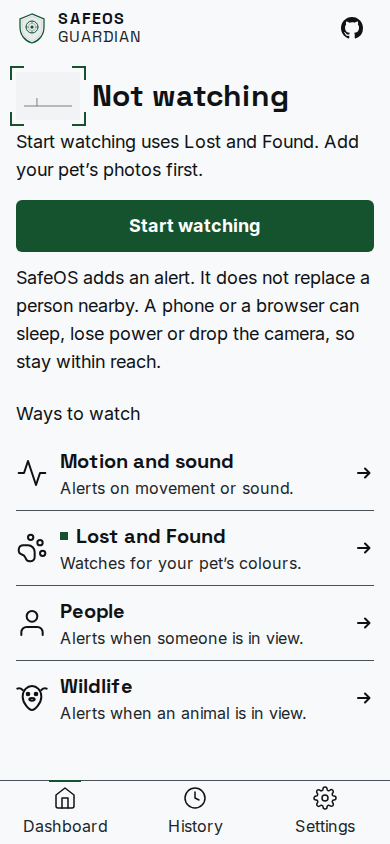 SAFEOS
GUARDIAN
Not watching
Start watching uses Lost and Found. Add
your pet’s photos first.
Start watching
SafeOS adds an alert. It does not replace a
person nearby. A phone or a browser can
sleep, lose power or drop the camera, so
stay within reach.
Ways to watch
Motion and sound
Alerts on movement or sound.
Lost and Found
Watches for your pet’s colours.
People
Alerts when someone is in view.
Wildlife
Alerts when an animal is in view.
Dashboard
History
Settings